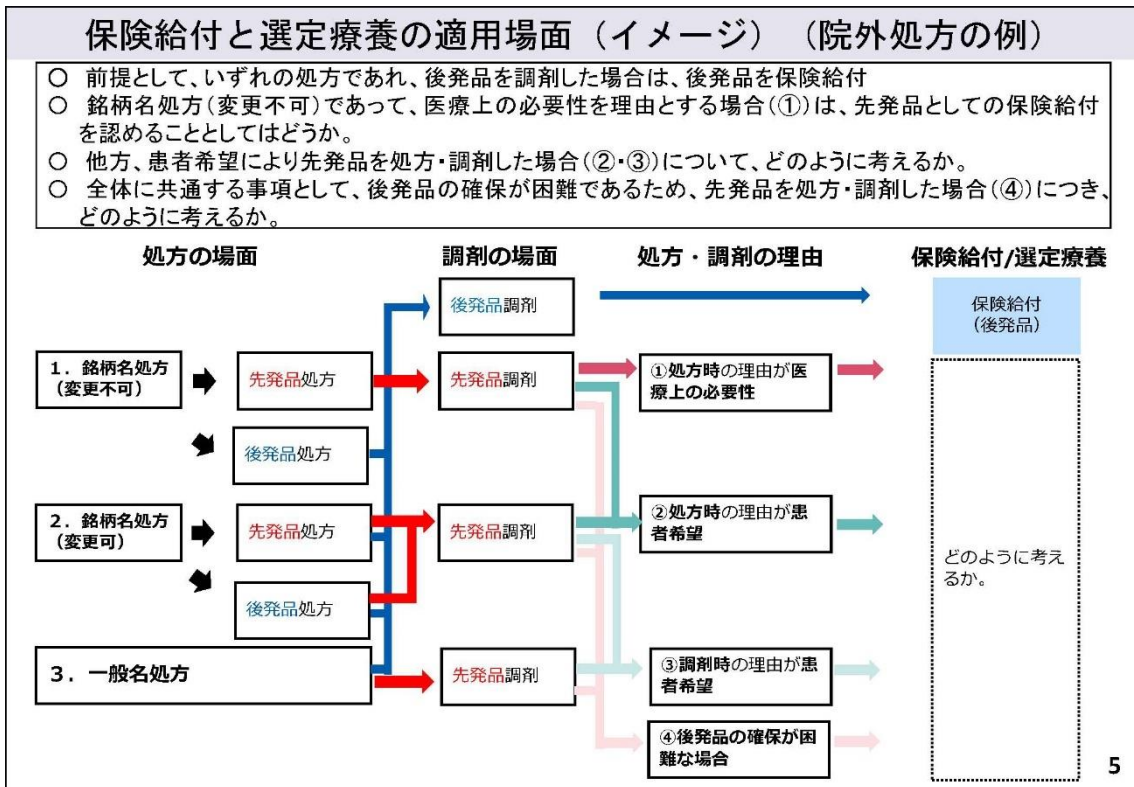 保険給付と選定療養の適用場面（イメージ）（院外処方の例）
○ 前提として、いずれの処方であれ、後発品を調剤した場合は、後発品を保険給付
○ 銘柄名処方(変更不可)であって、医療上の必要性を理由とする場合(①)は、先発品としての保険給付
を認めることとしてはどうか。
○ 他方、患者希望により先発品を処方・調剤した場合(②・③)について、どのように考えるか。
○ 全体に共通する事項として、後発品の確保が困難であるため、先発品を処方・調剤した場合(④)につき、
どのように考えるか。
処方の場面
調剤の場面
処方・調剤の理由
保険給付/選定療養
後発品調剤
保険給付
（後発品）
1．銘柄名処方
（変更不可）
先発品処方
先発品調剤
①処方時の理由が医
療上の必要性
後発品処方
2．銘柄名処方
（変更可）
先発品処方
先発品調剤
②処方時の理由が患
者希望
どのように考え
るか。
後発品処方
3．一般名処方
先発品調剤
③調剤時の理由が患
者希望
④後発品の確保が困
難な場合
5